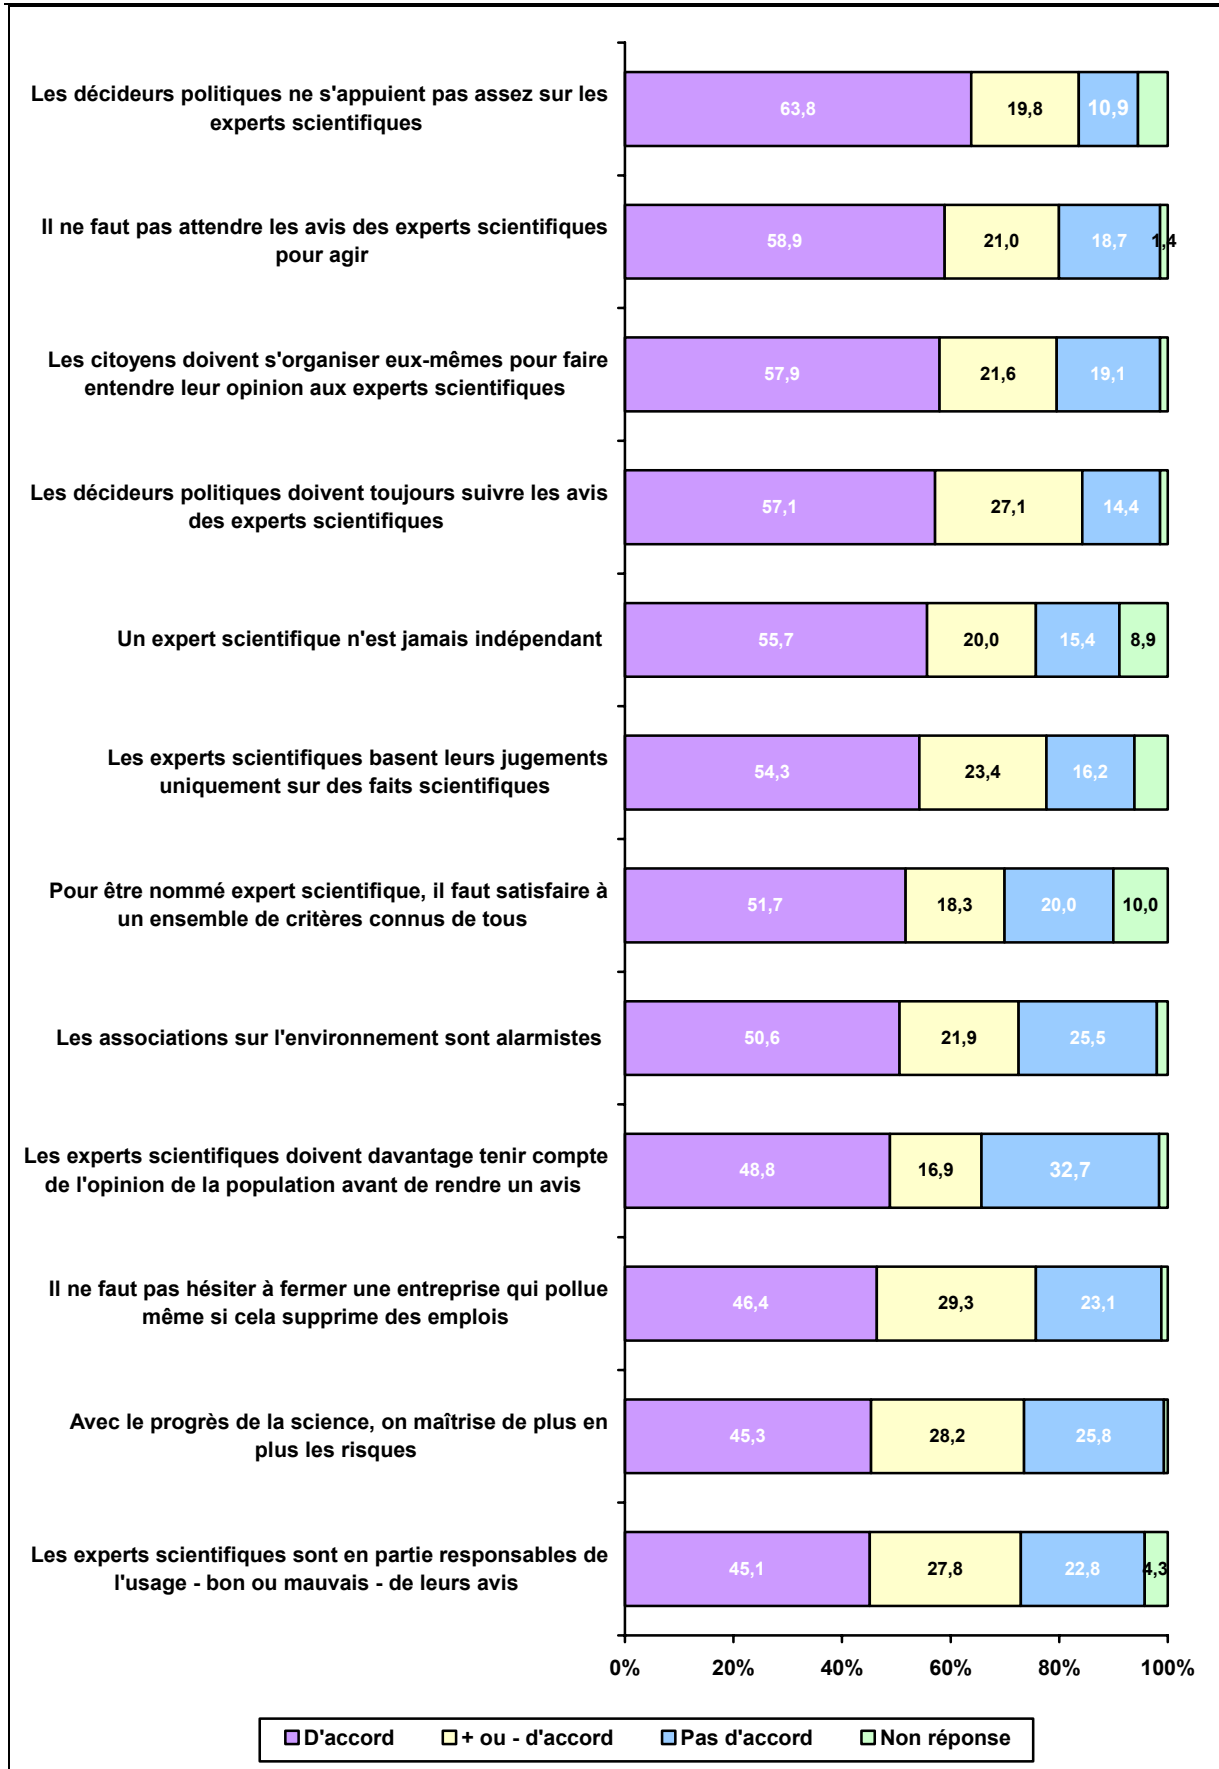 Les décideurs politiques ne s'appuient pas assez sur les
experts scientifiques
63,8 19,8 10,9
Il ne faut pas attendre les avis des experts scientifiques
pour agir
58,9 21,0 18,7 1,4
Les citoyens doivent s'organiser eux-mêmes pour faire
entendre leur opinion aux experts scientifiques
57,9 21,6 19,1
Les décideurs politiques doivent toujours suivre les avis
des experts scientifiques
57,1 27,1 14,4
Un expert scientifique n'est jamais indépendant
55,7 20,0 15,4 8,9
Les experts scientifiques basent leurs jugements
uniquement sur des faits scientifiques
54,3 23,4 16,2
Pour être nommé expert scientifique, il faut satisfaire à
un ensemble de critères connus de tous
51,7 18,3 20,0 10,0
Les associations sur l'environnement sont alarmistes
50,6 21,9 25,5
Les experts scientifiques doivent davantage tenir compte
de l'opinion de la population avant de rendre un avis
48,8 16,9 32,7
Il ne faut pas hésiter à fermer une entreprise qui pollue
même si cela supprime des emplois
46,4 29,3 23,1
Avec le progrès de la science, on maîtrise de plus en
plus les risques
45,3 28,2 25,8
Les experts scientifiques sont en partie responsables de
l'usage - bon ou mauvais - de leurs avis
45,1 27,8 22,8 4,3
0% 20% 40% 60% 80% 100%
D'accord + ou - d'accord Pas d'accord Non réponse